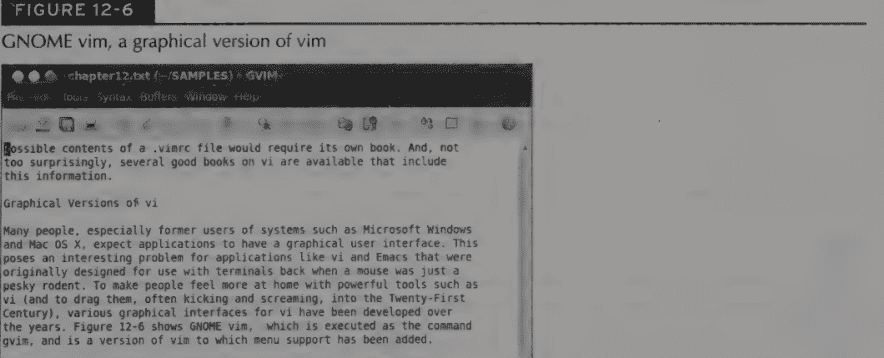 FIGURE 12-6
GNOME vim, a graphical version of vim
chapter12.txt (~/SAMPLES) - GVIM
File Edit Tools Syntax Buffers Window Help
Possible contents of a .vimrc file would require its own book. And, not
too surprisingly, several good books on vi are available that include
this information.
Graphical Versions of vi
Many people, especially former users of systems such as Microsoft Windows
and Mac OS X, expect applications to have a graphical user interface. This
poses an interesting problem for applications like vi and Emacs that were
originally designed for use with terminals back when a mouse was just a
pesky rodent. To make people feel more at home with powerful tools such as
vi (and to drag them, often kicking and screaming, into the Twenty-First
Century), various graphical interfaces for vi have been developed over
the years. Figure 12-6 shows GNOME vim, which is executed as the command
gvim, and is a version of vim to which menu support has been added.